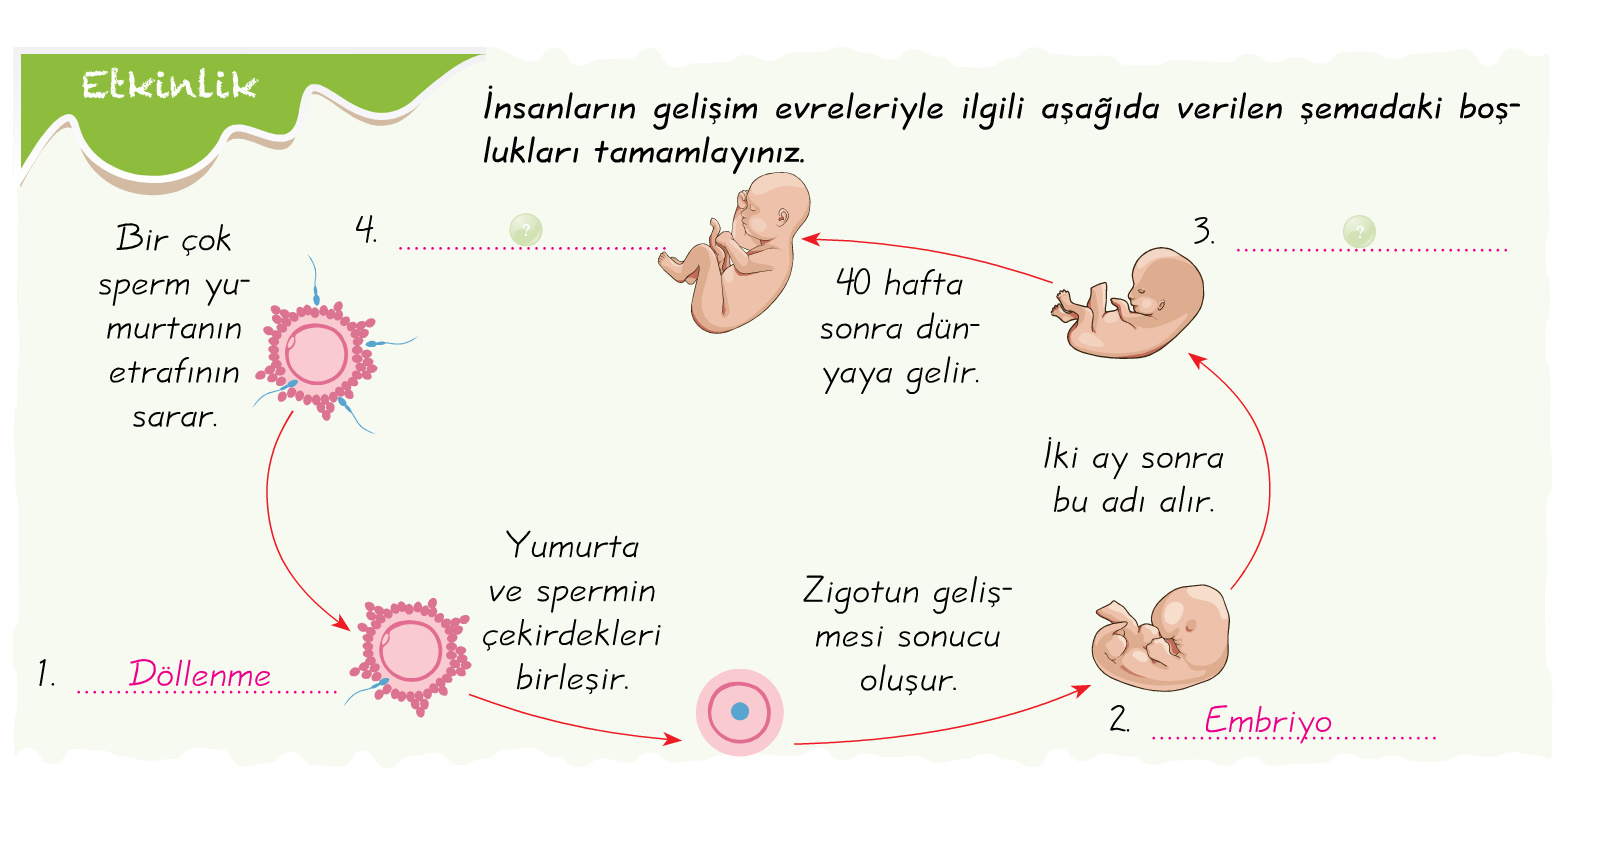 Etkinlik
İnsanların gelişim evreleriyle ilgili aşağıda verilen şemadaki boş-
lukları tamamlayınız.
Bir çok
sperm yu-
murtanın
etrafının
sarar.
4. ?
3. ?
40 hafta
sonra dün-
yaya gelir.
İki ay sonra
bu adı alır.
Yumurta
ve spermin
çekirdekleri
birleşir.
Zigotun geliş-
mesi sonucu
oluşur.
1. Döllenme
2. Embriyo